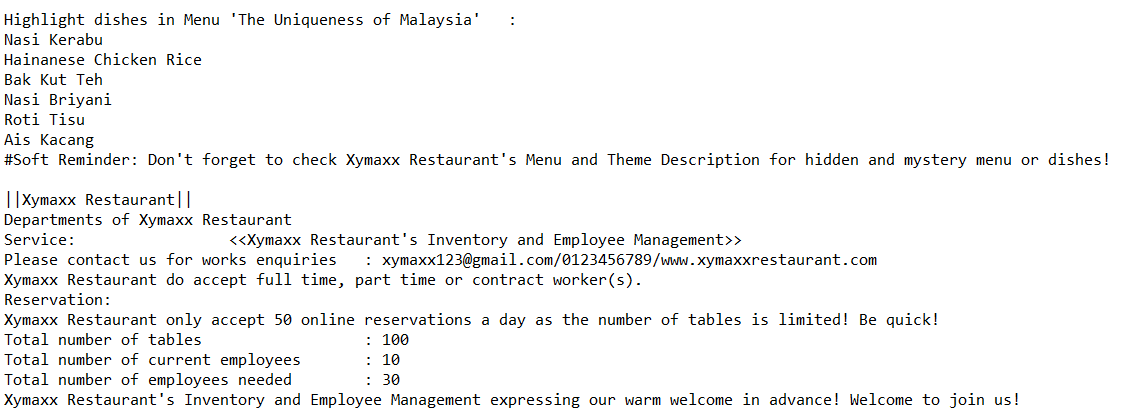 Highlight dishes in Menu 'The Uniqueness of Malaysia'   :
Nasi Kerabu
Hainanese Chicken Rice
Bak Kut Teh
Nasi Briyani
Roti Tisu
Ais Kacang
#Soft Reminder: Don't forget to check Xymaxx Restaurant's Menu and Theme Description for hidden and mystery menu or dishes!

||Xymaxx Restaurant||
Departments of Xymaxx Restaurant
Service:                 <<Xymaxx Restaurant's Inventory and Employee Management>>
Please contact us for works enquiries   : xymaxx123@gmail.com/0123456789/www.xymaxxrestaurant.com
Xymaxx Restaurant do accept full time, part time or contract worker(s).
Reservation:
Xymaxx Restaurant only accept 50 online reservations a day as the number of tables is limited! Be quick!
Total number of tables                  : 100
Total number of current employees       : 10
Total number of employees needed        : 30
Xymaxx Restaurant's Inventory and Employee Management expressing our warm welcome in advance! Welcome to join us!